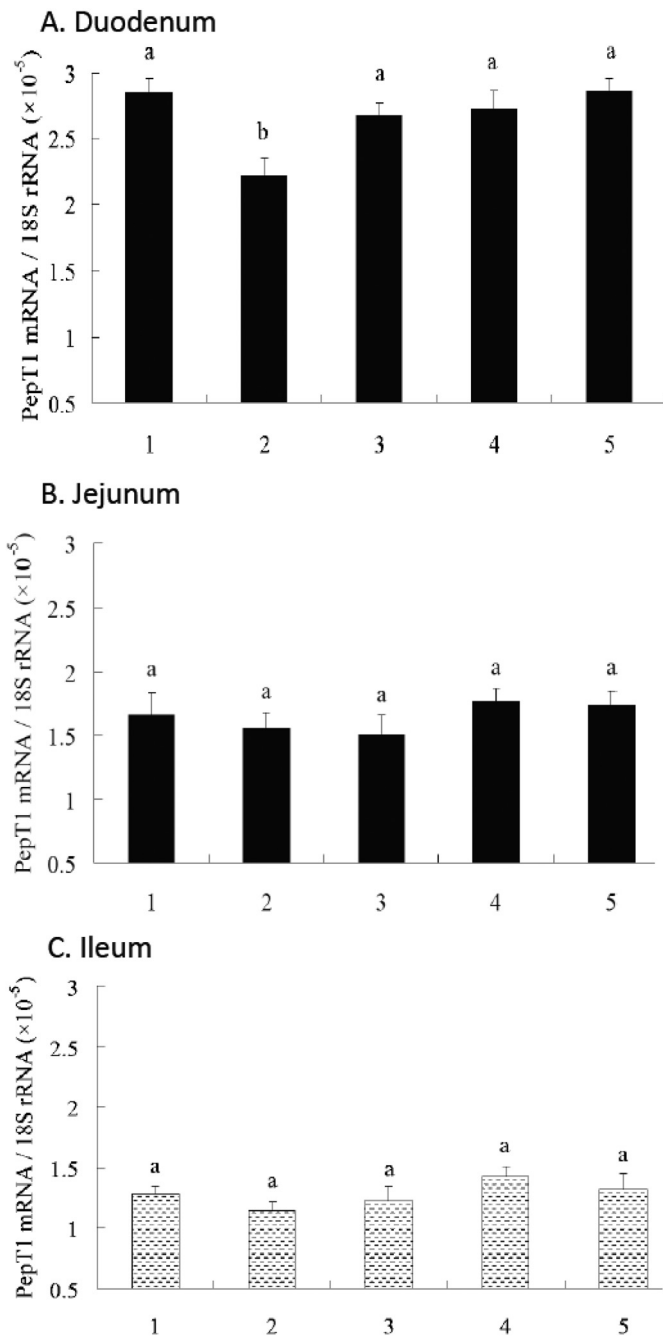 A. Duodenum
PepT1 mRNA / 18S rRNA (×10⁻⁵)
3
2.5
2
1.5
1
0.5
a
b
a
a
a
1 2 3 4 5
B. Jejunum
PepT1 mRNA / 18S rRNA (×10⁻⁵)
3
2.5
2
1.5
1
0.5
a
a
a
a
a
1 2 3 4 5
C. Ileum
PepT1 mRNA / 18S rRNA (×10⁻⁵)
3
2.5
2
1.5
1
0.5
a
a
a
a
a
1 2 3 4 5